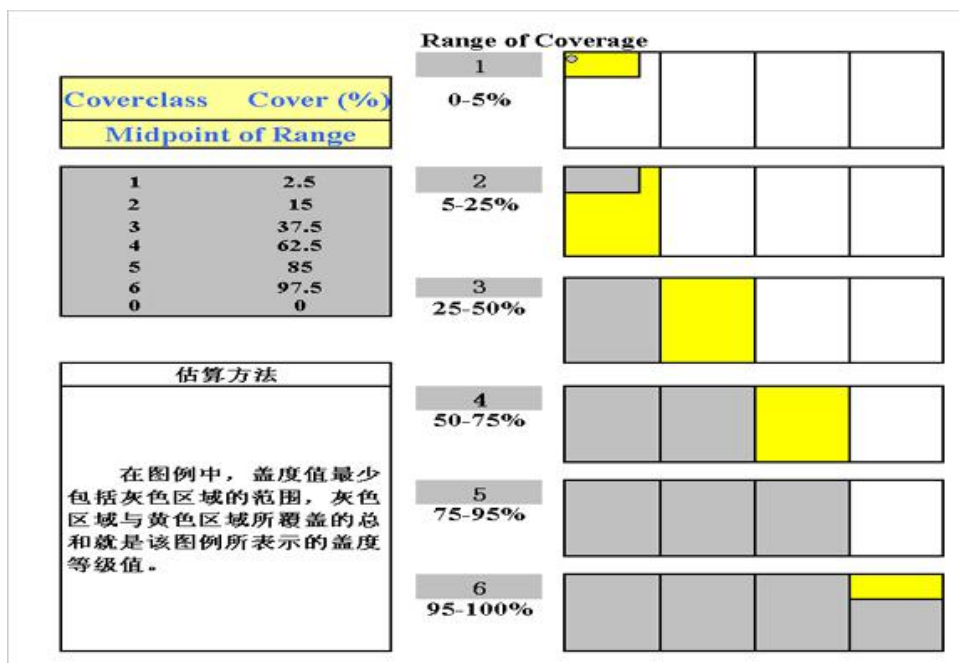 Range of Coverage
Coverclass Cover (%)
Midpoint of Range
1 2.5
2 15
3 37.5
4 62.5
5 85
6 97.5
0 0
估算方法
在图例中，盖度值最少
包括灰色区域的范围，灰色
区域与黄色区域所覆盖的总
和就是该图例所表示的盖度
等级值。
1
0-5%
2
5-25%
3
25-50%
4
50-75%
5
75-95%
6
95-100%